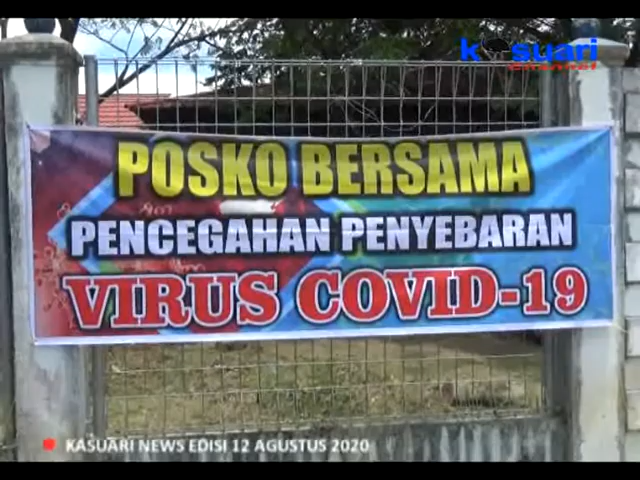 kasuari
POSKO BERSAMA
PENCEGAHAN PENYEBARAN
VIRUS COVID-19
KASUARI NEWS EDISI 12 AGUSTUS 2020